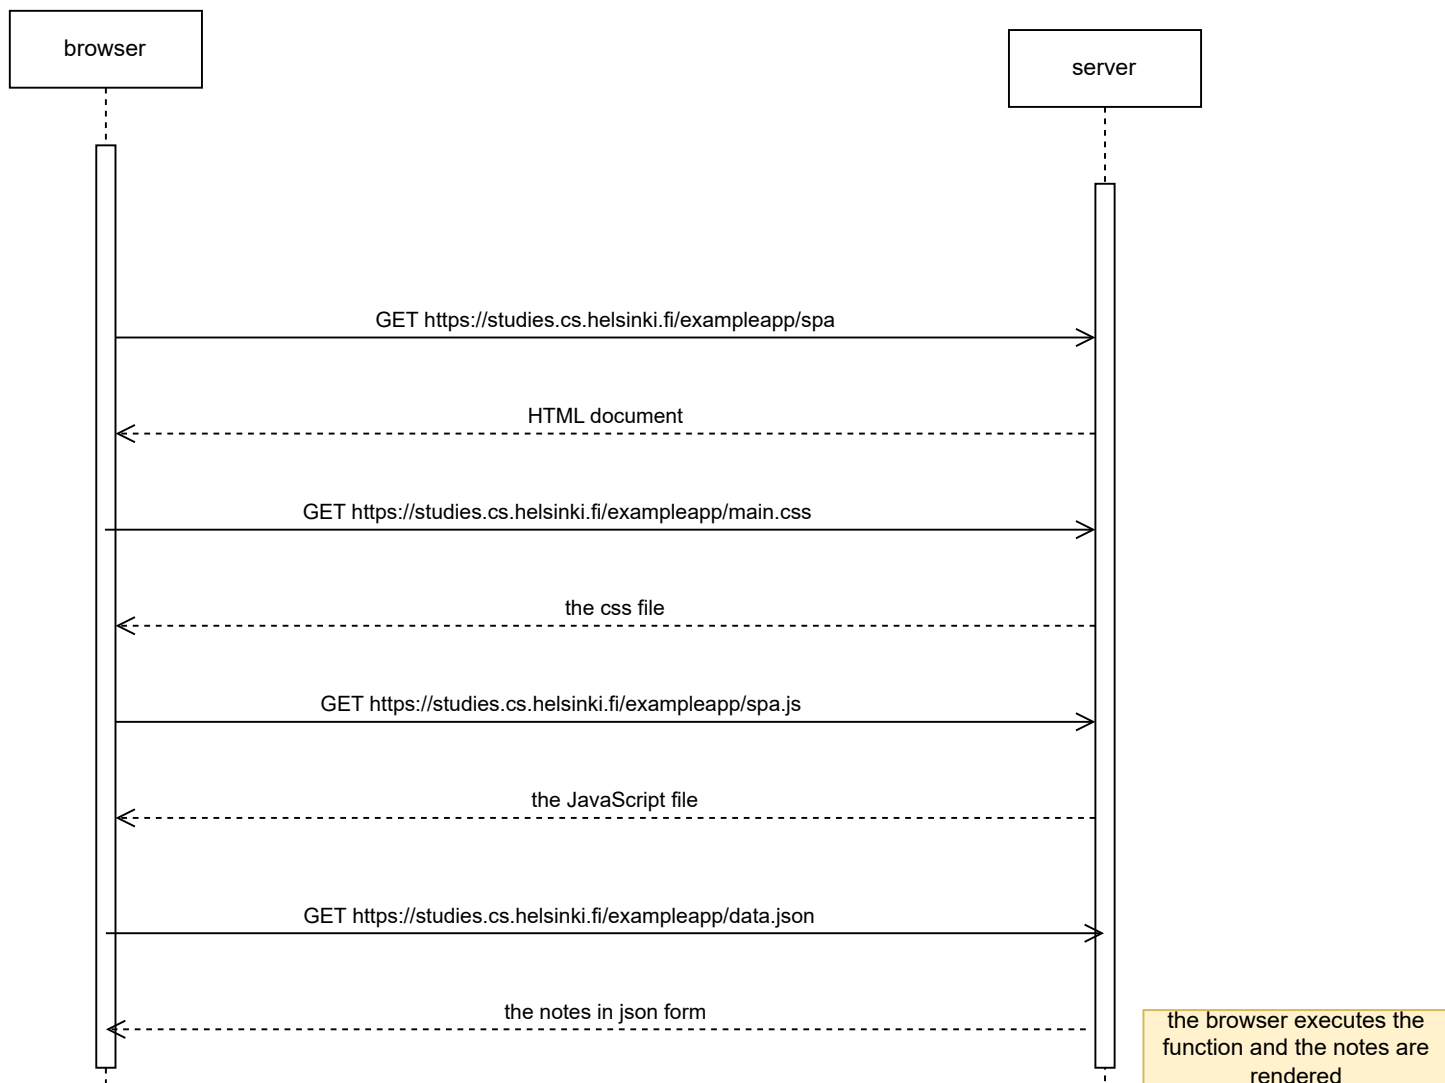 browser
server
GET https://studies.cs.helsinki.fi/exampleapp/spa
HTML document
GET https://studies.cs.helsinki.fi/exampleapp/main.css
the css file
GET https://studies.cs.helsinki.fi/exampleapp/spa.js
the JavaScript file
GET https://studies.cs.helsinki.fi/exampleapp/data.json
the notes in json form
the browser executes the
function and the notes are
rendered